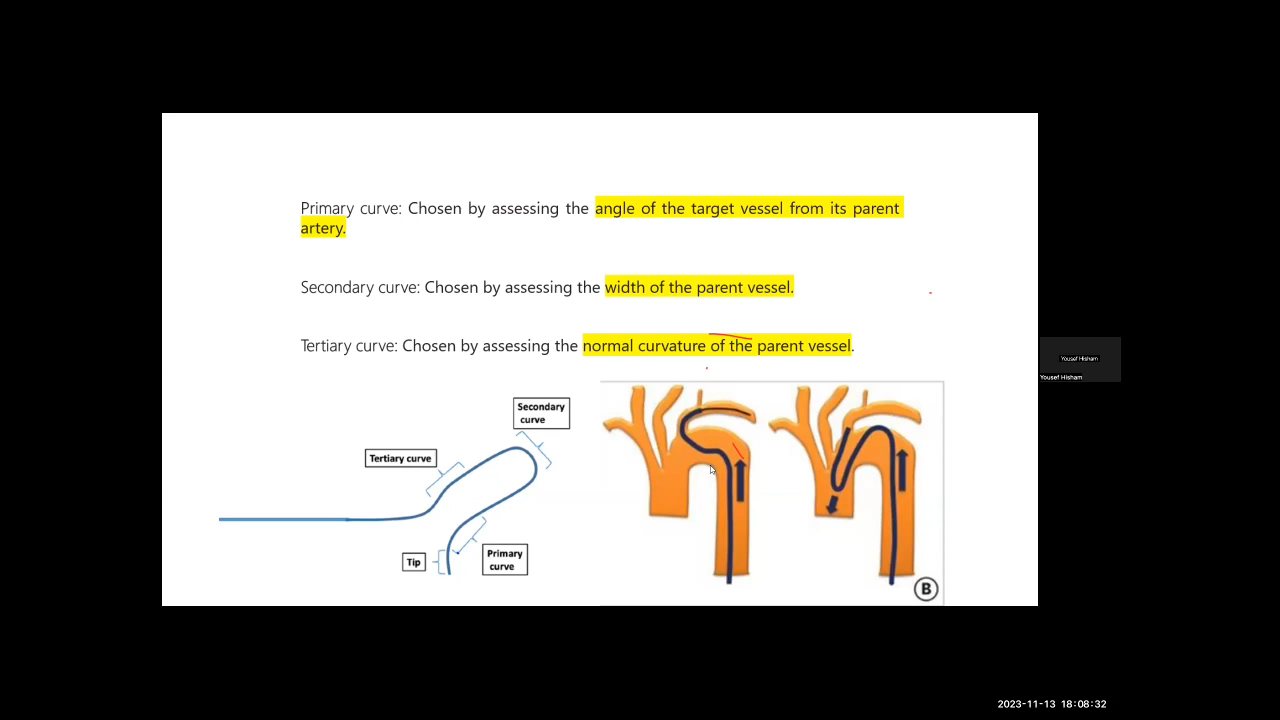 Primary curve: Chosen by assessing the angle of the target vessel from its parent
artery.
Secondary curve: Chosen by assessing the width of the parent vessel.
Tertiary curve: Chosen by assessing the normal curvature of the parent vessel.
Secondary
curve
Tertiary curve
Tip
Primary
curve
B
Yousef Hisham
Yousef Hisham
2023-11-13 18:08:32